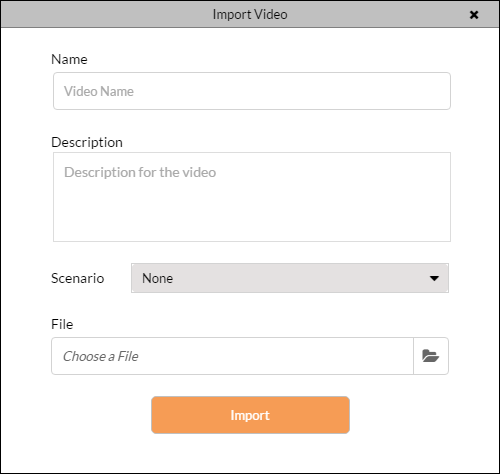 Import Video
Name
Video Name
Description
Description for the video
Scenario None
File
Choose a File
Import